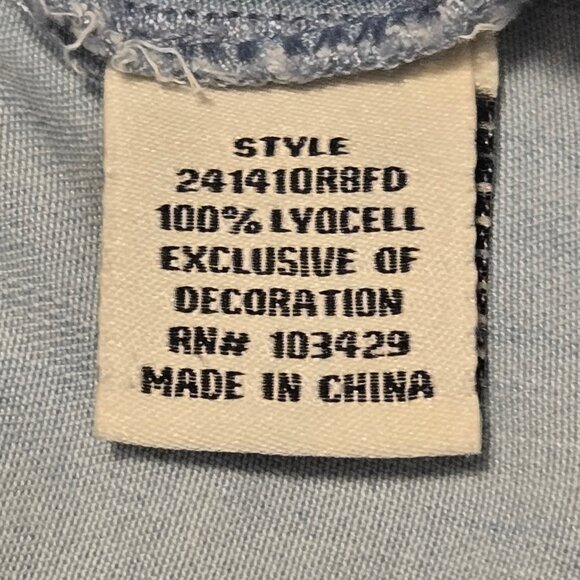 STYLE
241410R8FD
100% LYOCELL
EXCLUSIVE OF
DECORATION
RN# 103429
MADE IN CHINA